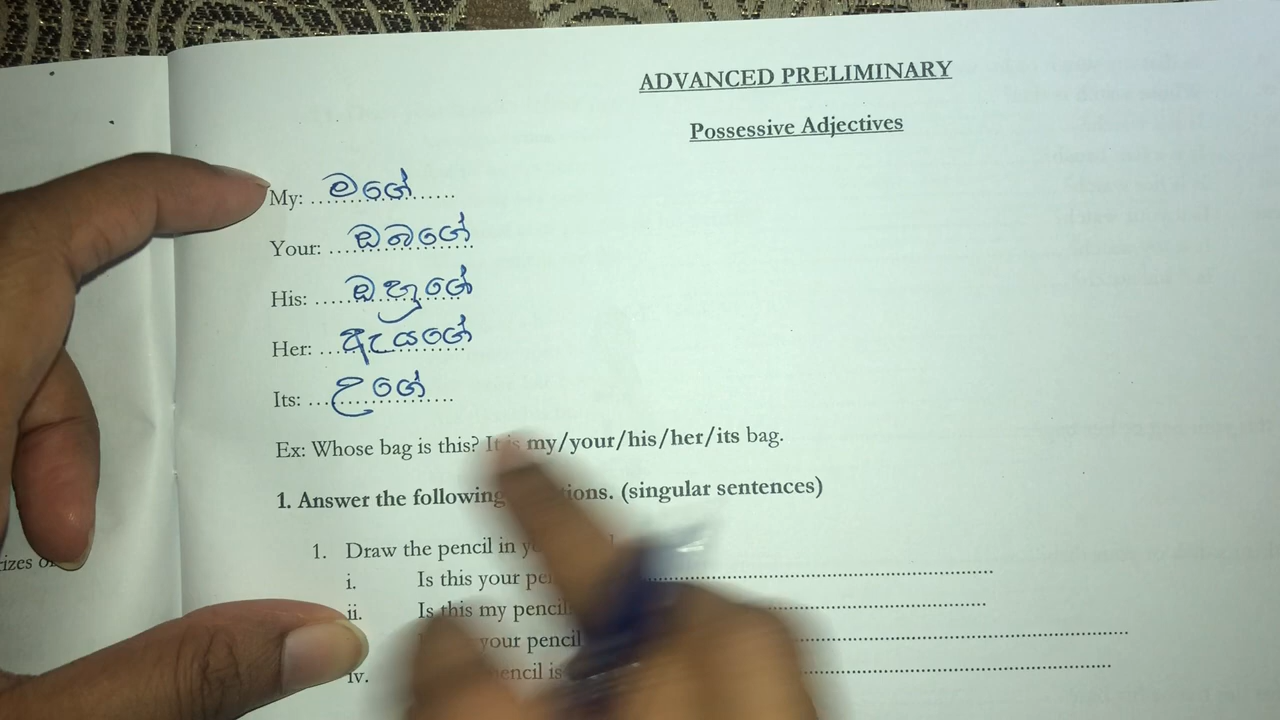 ADVANCED PRELIMINARY
Possessive Adjectives
My: ...මගේ......
Your: ...ඔබගේ
His: ...ඔහුගේ
Her: ...ඇයගේ
Its: ...උගේ....
Ex: Whose bag is this? It is my/your/his/her/its bag.
1. Answer the following. (singular sentences)
1. Draw the pencil in
i. Is this your
ii. Is this my pencil
your pencil
iv. pencil is
izes